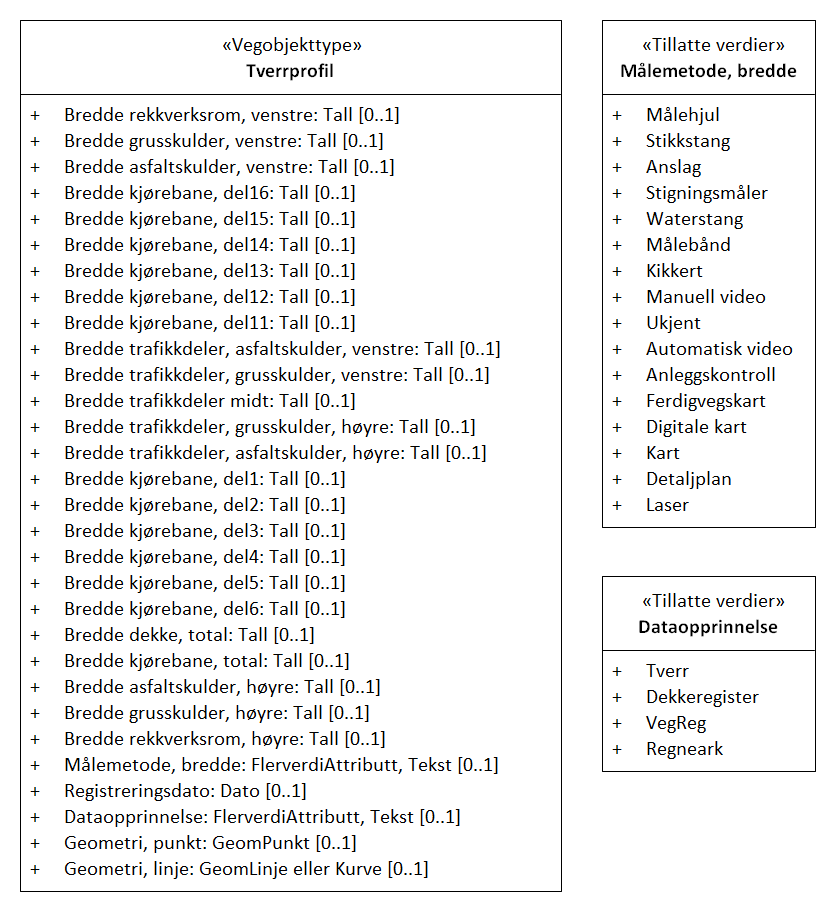 «Vegobjekttype»
Tverrprofil
+ Bredde rekkverksrom, venstre: Tall [0..1]
+ Bredde grusskulder, venstre: Tall [0..1]
+ Bredde asfaltskulder, venstre: Tall [0..1]
+ Bredde kjørebane, del16: Tall [0..1]
+ Bredde kjørebane, del15: Tall [0..1]
+ Bredde kjørebane, del14: Tall [0..1]
+ Bredde kjørebane, del13: Tall [0..1]
+ Bredde kjørebane, del12: Tall [0..1]
+ Bredde kjørebane, del11: Tall [0..1]
+ Bredde trafikkdeler, asfaltskulder, venstre: Tall [0..1]
+ Bredde trafikkdeler, grusskulder, venstre: Tall [0..1]
+ Bredde trafikkdeler midt: Tall [0..1]
+ Bredde trafikkdeler, grusskulder, høyre: Tall [0..1]
+ Bredde trafikkdeler, asfaltskulder, høyre: Tall [0..1]
+ Bredde kjørebane, del1: Tall [0..1]
+ Bredde kjørebane, del2: Tall [0..1]
+ Bredde kjørebane, del3: Tall [0..1]
+ Bredde kjørebane, del4: Tall [0..1]
+ Bredde kjørebane, del5: Tall [0..1]
+ Bredde kjørebane, del6: Tall [0..1]
+ Bredde dekke, total: Tall [0..1]
+ Bredde kjørebane, total: Tall [0..1]
+ Bredde asfaltskulder, høyre: Tall [0..1]
+ Bredde grusskulder, høyre: Tall [0..1]
+ Bredde rekkverksrom, høyre: Tall [0..1]
+ Målemetode, bredde: FlerverdiAttributt, Tekst [0..1]
+ Registreringsdato: Dato [0..1]
+ Dataopprinnelse: FlerverdiAttributt, Tekst [0..1]
+ Geometri, punkt: GeomPunkt [0..1]
+ Geometri, linje: GeomLinje eller Kurve [0..1]
«Tillatte verdier»
Målemetode, bredde
+ Målehjul
+ Stikkstang
+ Anslag
+ Stigningsmåler
+ Waterstang
+ Målebånd
+ Kikkert
+ Manuell video
+ Ukjent
+ Automatisk video
+ Anleggskontroll
+ Ferdigvegskart
+ Digitale kart
+ Kart
+ Detaljplan
+ Laser
«Tillatte verdier»
Dataopprinnelse
+ Tverr
+ Dekkeregister
+ VegReg
+ Regneark